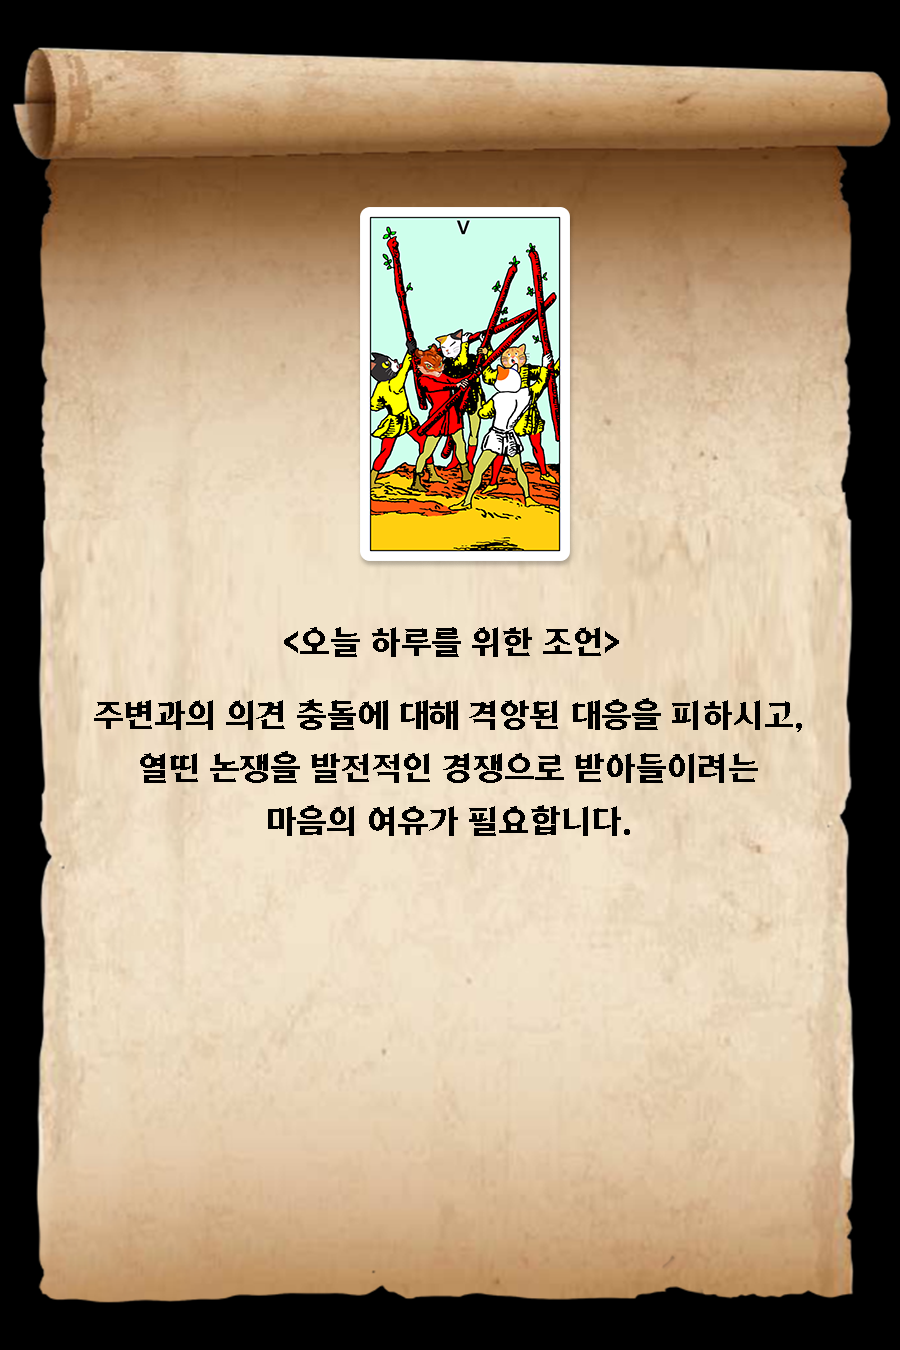 V
<오늘 하루를 위한 조언>
주변과의 의견 충돌에 대해 격앙된 대응을 피하시고,
열띤 논쟁을 발전적인 경쟁으로 받아들이려는
마음의 여유가 필요합니다.